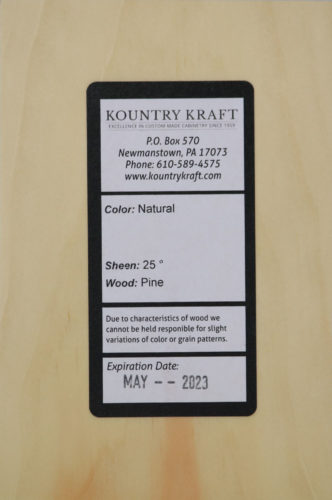 KOUNTRY KRAFT
EXCELLENCE IN CUSTOM MADE CABINETRY SINCE 1959
P.O. Box 570
Newmanstown, PA 17073
Phone: 610-589-4575
www.kountrykraft.com
Color: Natural
Sheen: 25 °
Wood: Pine
Due to characteristics of wood we
cannot be held responible for slight
variations of color or grain patterns.
Expiration Date:
MAY -- 2023